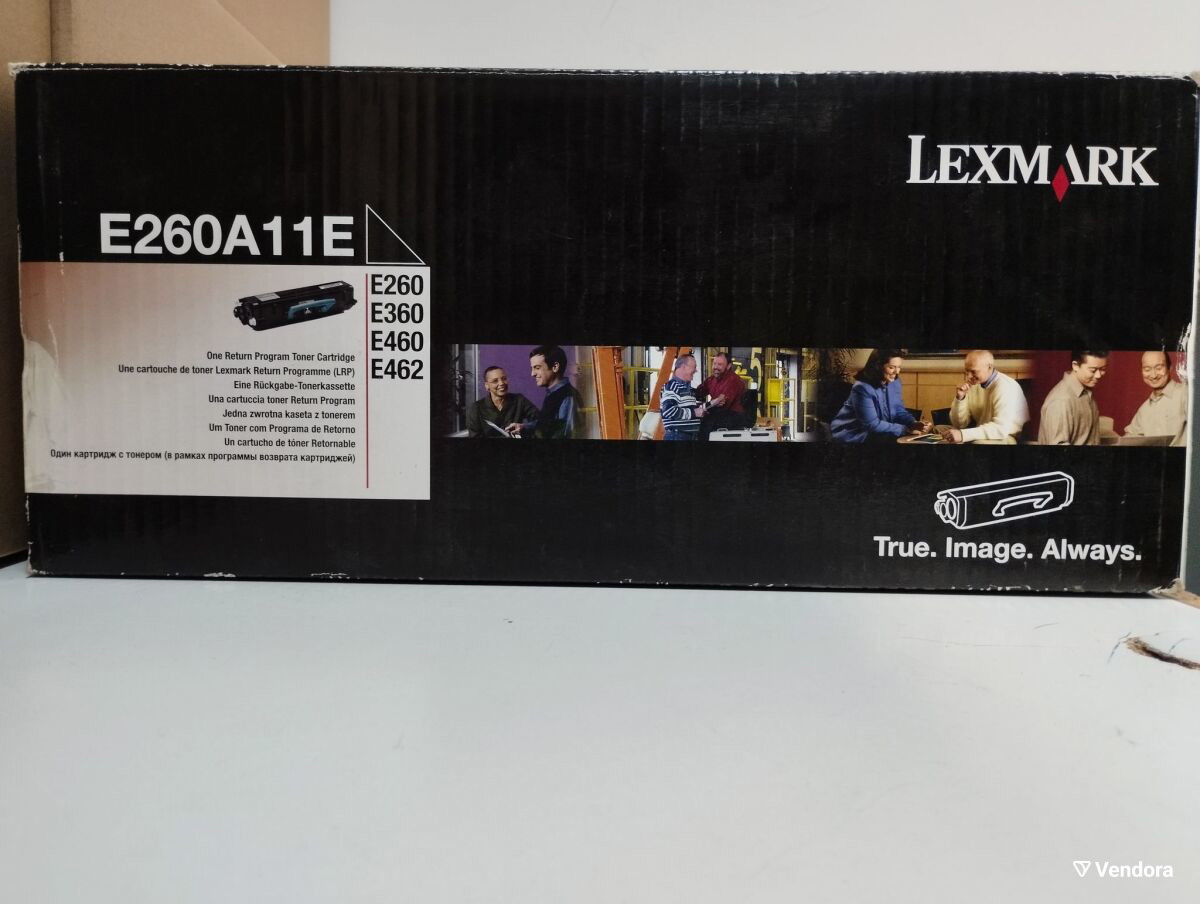 LEXMARK
E260A11E
E260
E360
E460
E462
One Return Program Toner Cartridge
Une cartouche de toner Lexmark Return Programme (LRP)
Eine Rückgabe-Tonerkassette
Una cartuccia toner Return Program
Jedna zwrotna kaseta z tonerem
Um Toner com Programa de Retorno
Un cartucho de tóner Retornable
Один картридж с тонером (в рамках программы возврата картриджей)
True. Image. Always.
Vendora